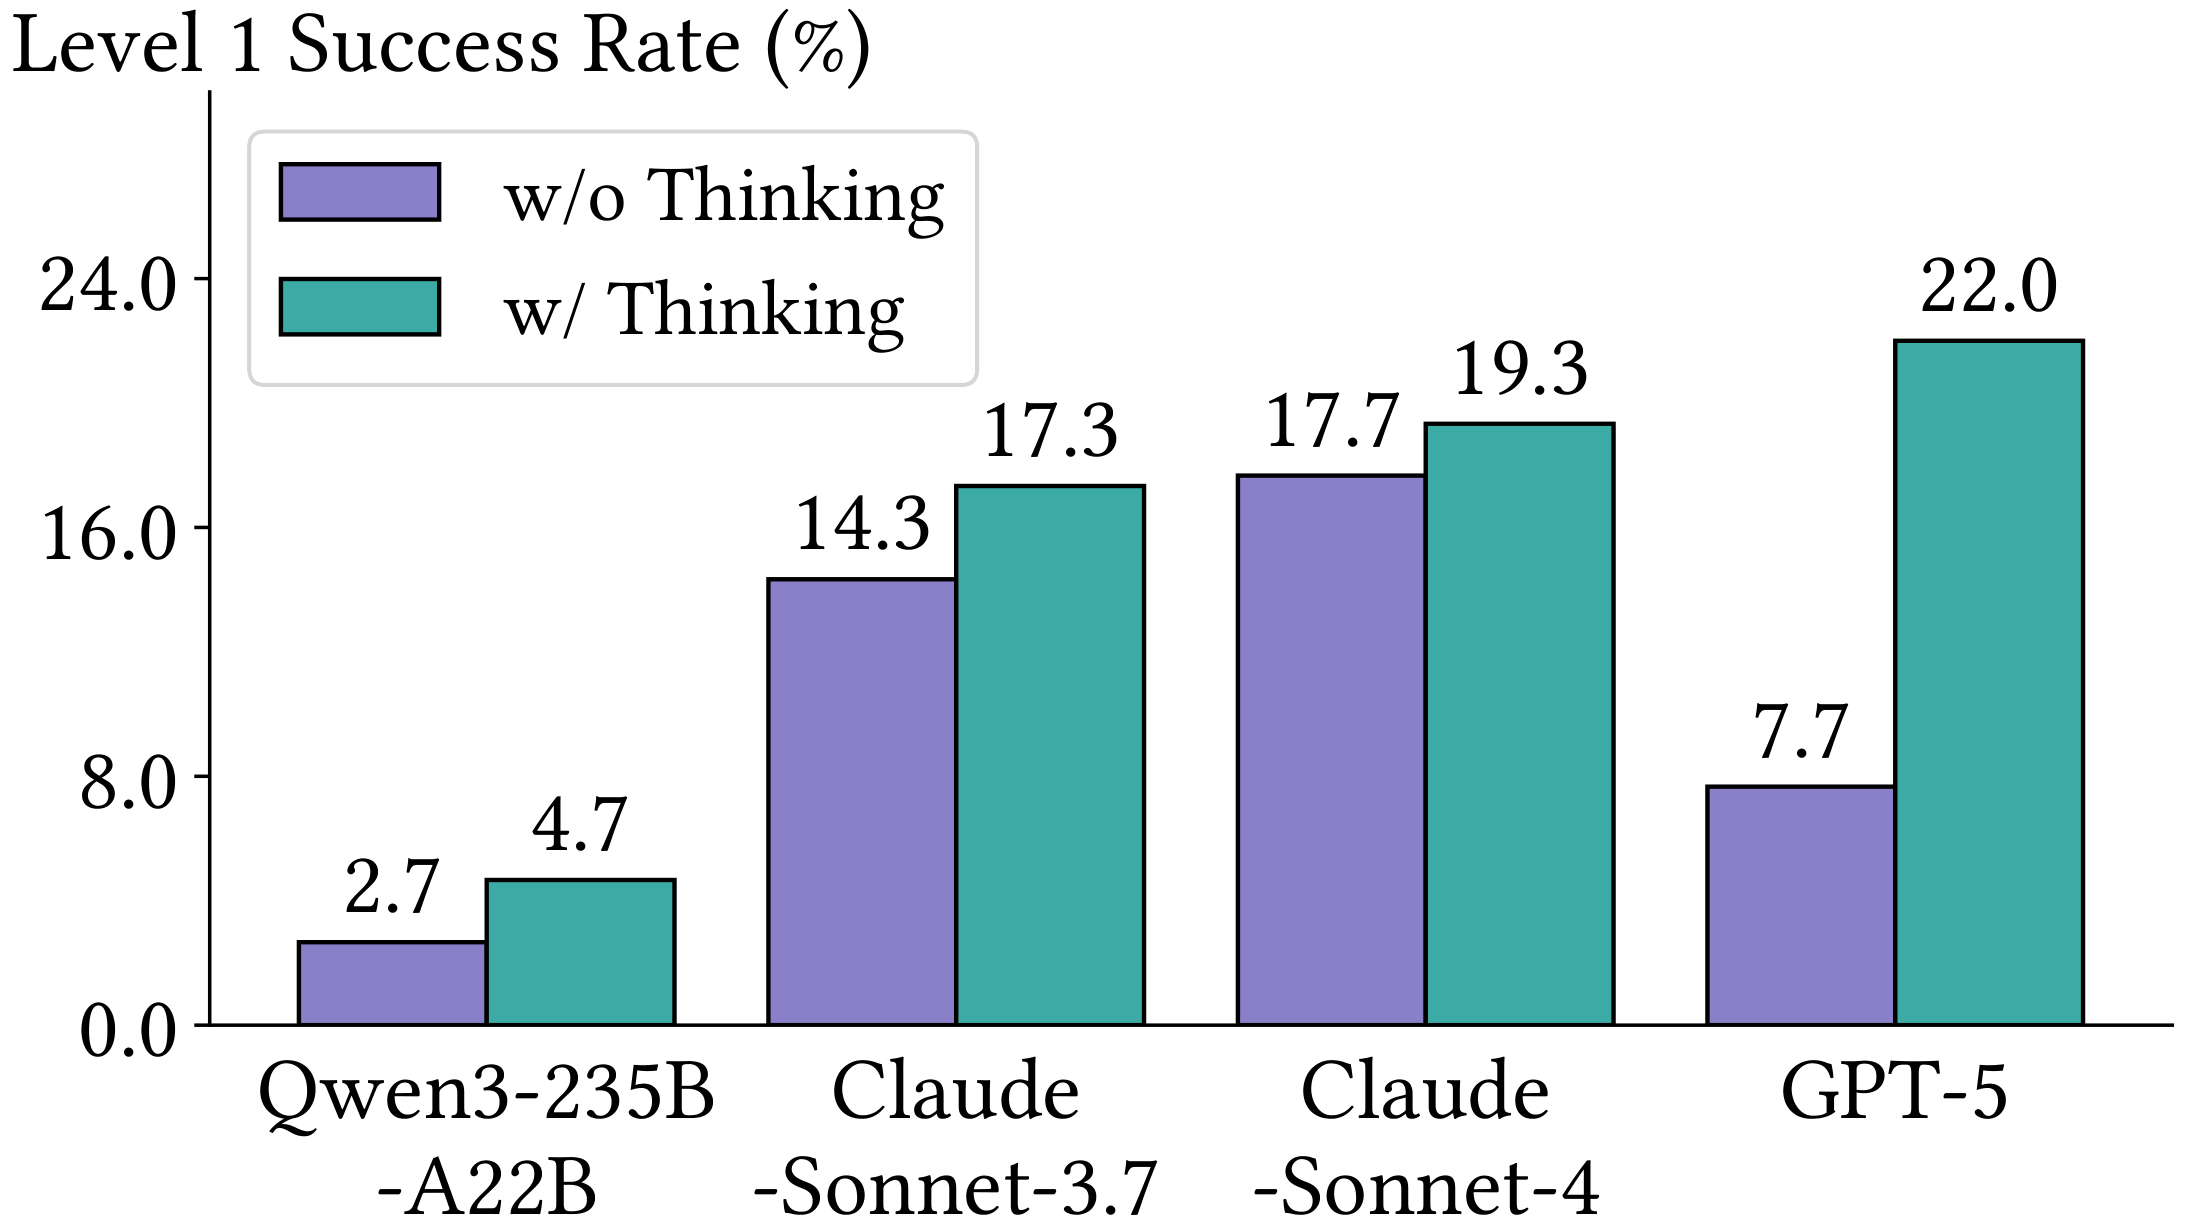 Level 1 Success Rate (%)
w/o Thinking
w/ Thinking
24.0
16.0
8.0
0.0
2.7
4.7
14.3
17.3
17.7
19.3
7.7
22.0
Qwen3-235B
-A22B
Claude
-Sonnet-3.7
Claude
-Sonnet-4
GPT-5